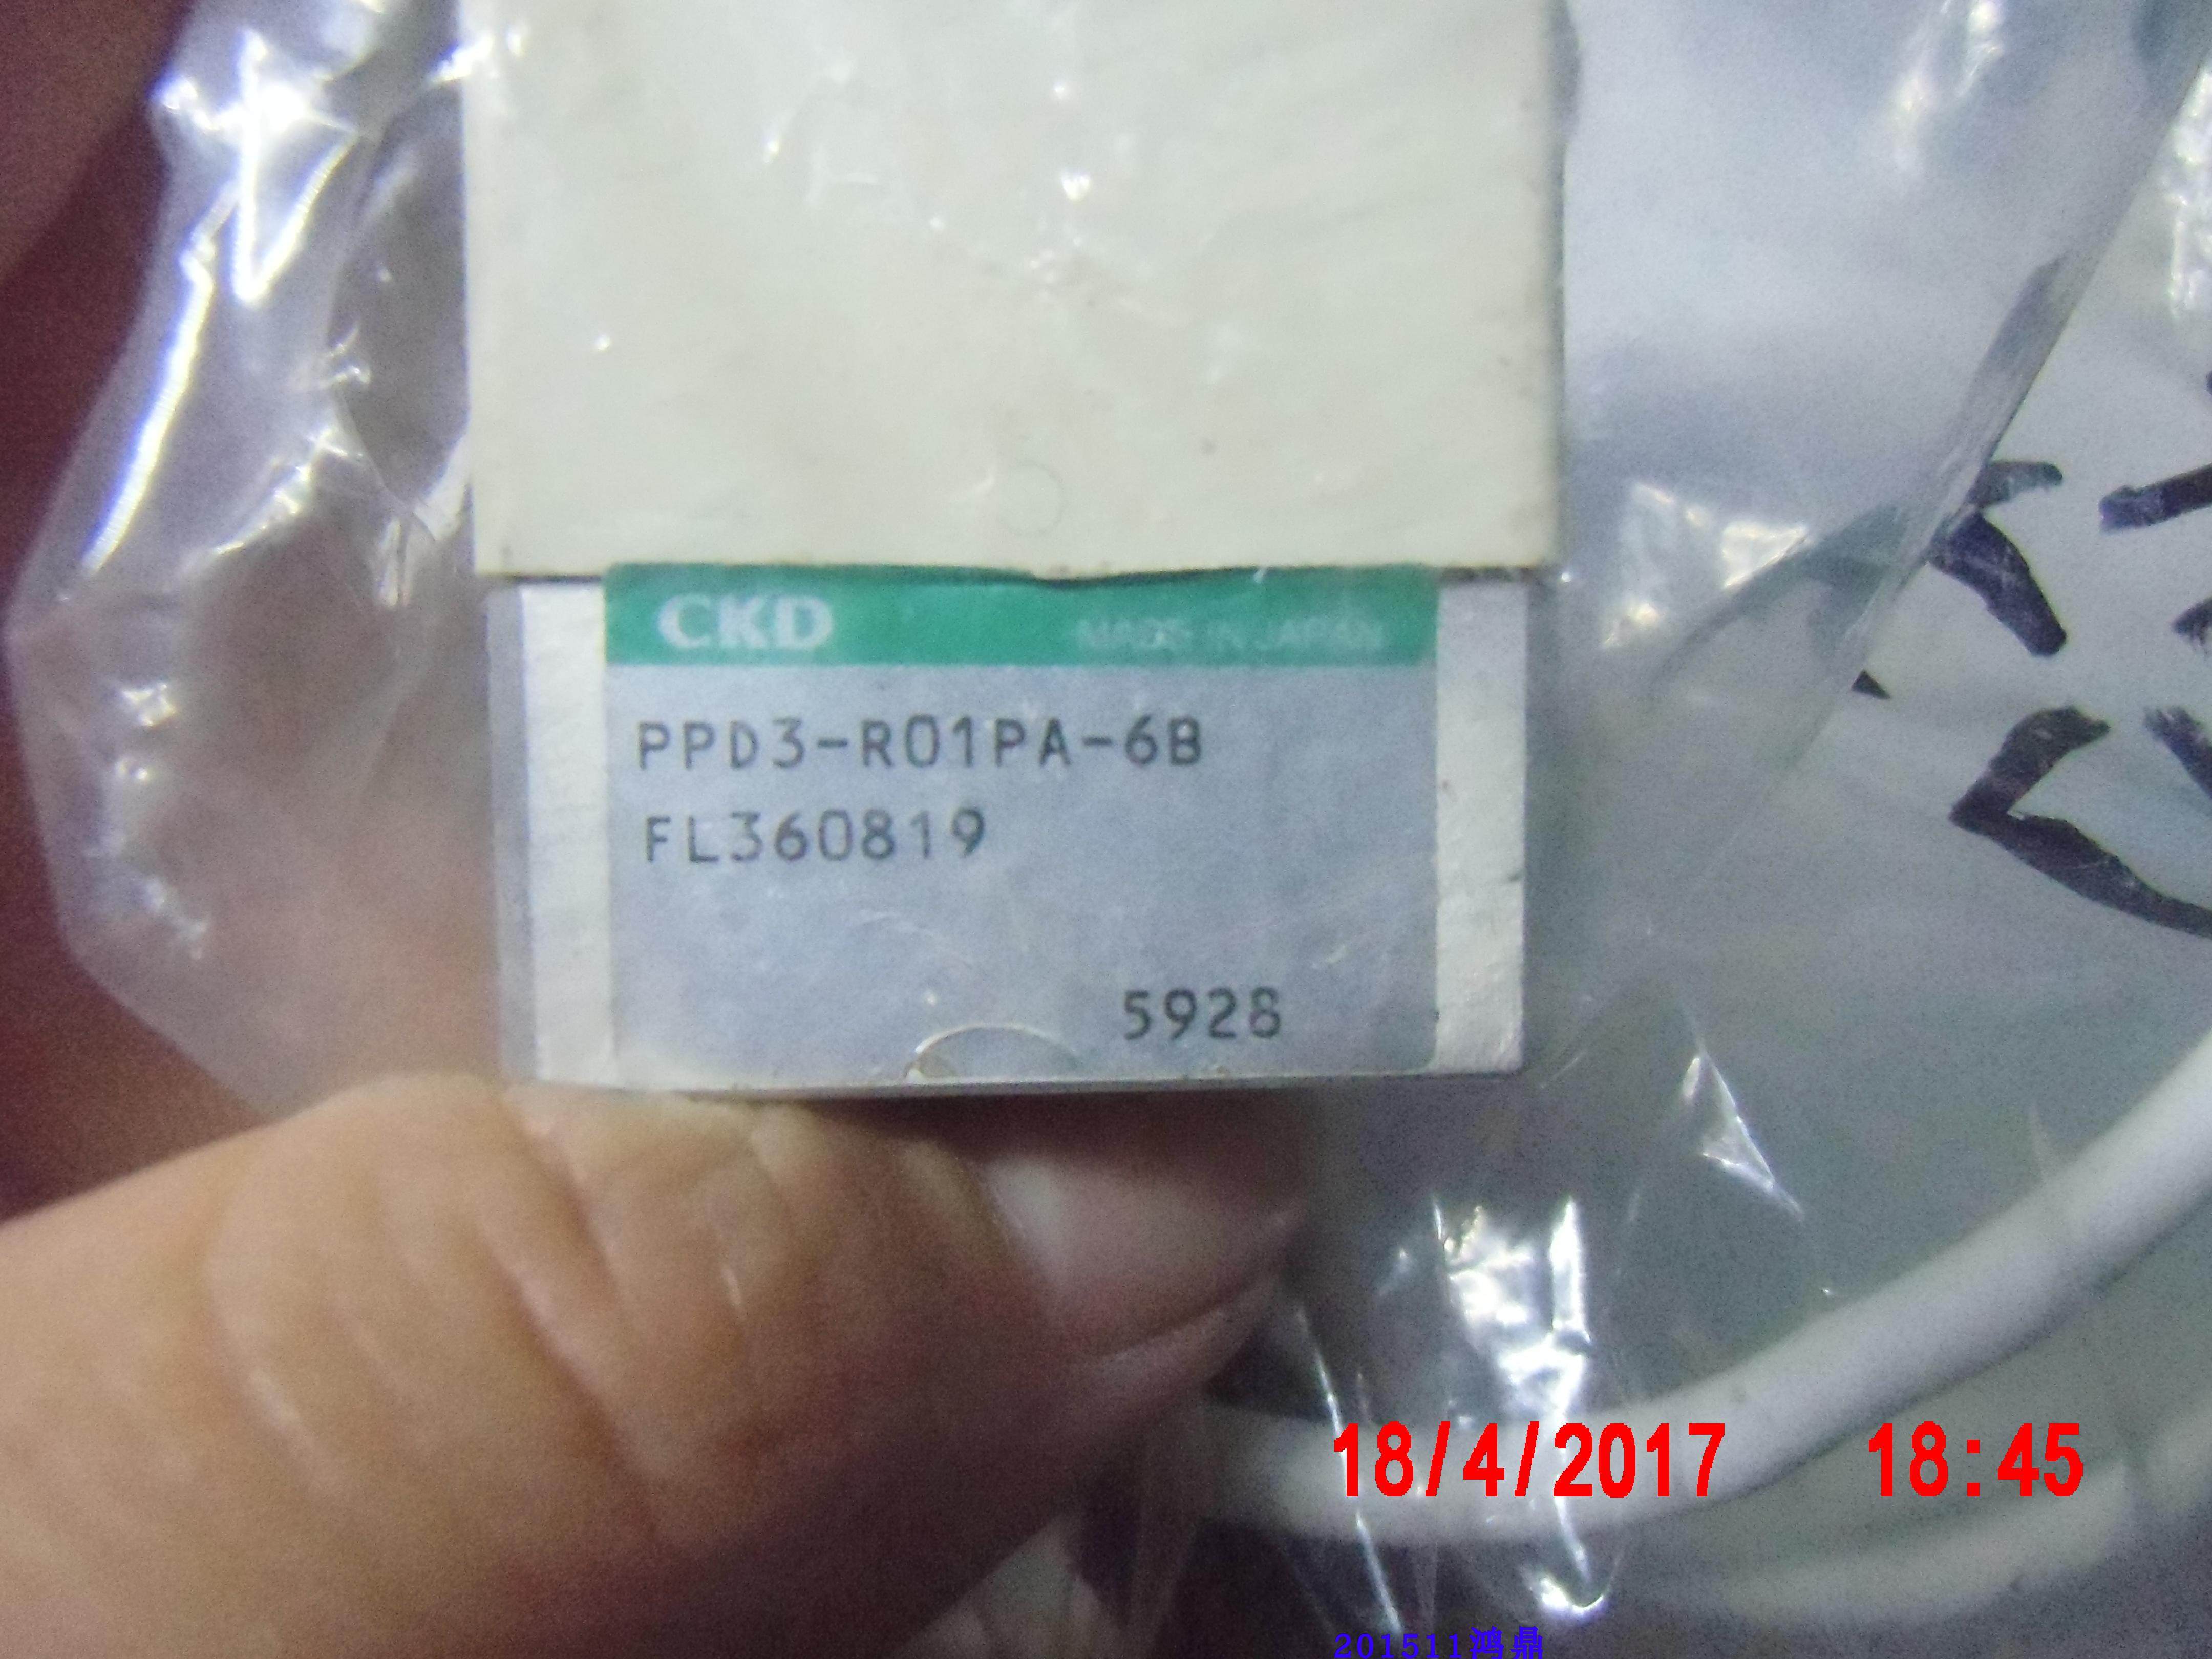 CKD MADE IN JAPAN
PPD3-R01PA-6B
FL360819
5928
18/4/2017 18:45
201511鸿鼎